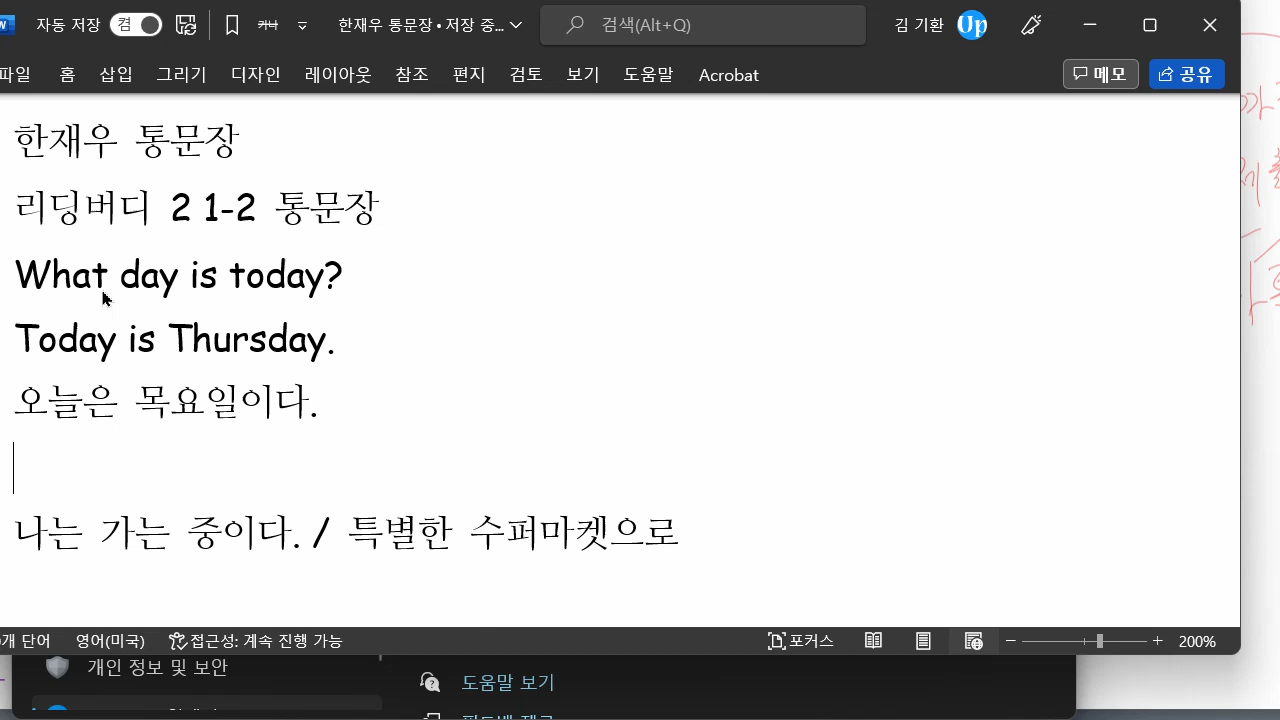 자동 저장 켬 가나 한재우 통문장 • 저장 중... 검색(Alt+Q) 김 기환 Up
파일 홈 삽입 그리기 디자인 레이아웃 참조 편지 검토 보기 도움말 Acrobat 메모 공유
한재우 통문장
리딩버디 2 1-2 통문장
What day is today?
Today is Thursday.
오늘은 목요일이다.
나는 가는 중이다. / 특별한 수퍼마켓으로
개 단어 영어(미국) 접근성: 계속 진행 가능 포커스 200%
개인 정보 및 보안
도움말 보기